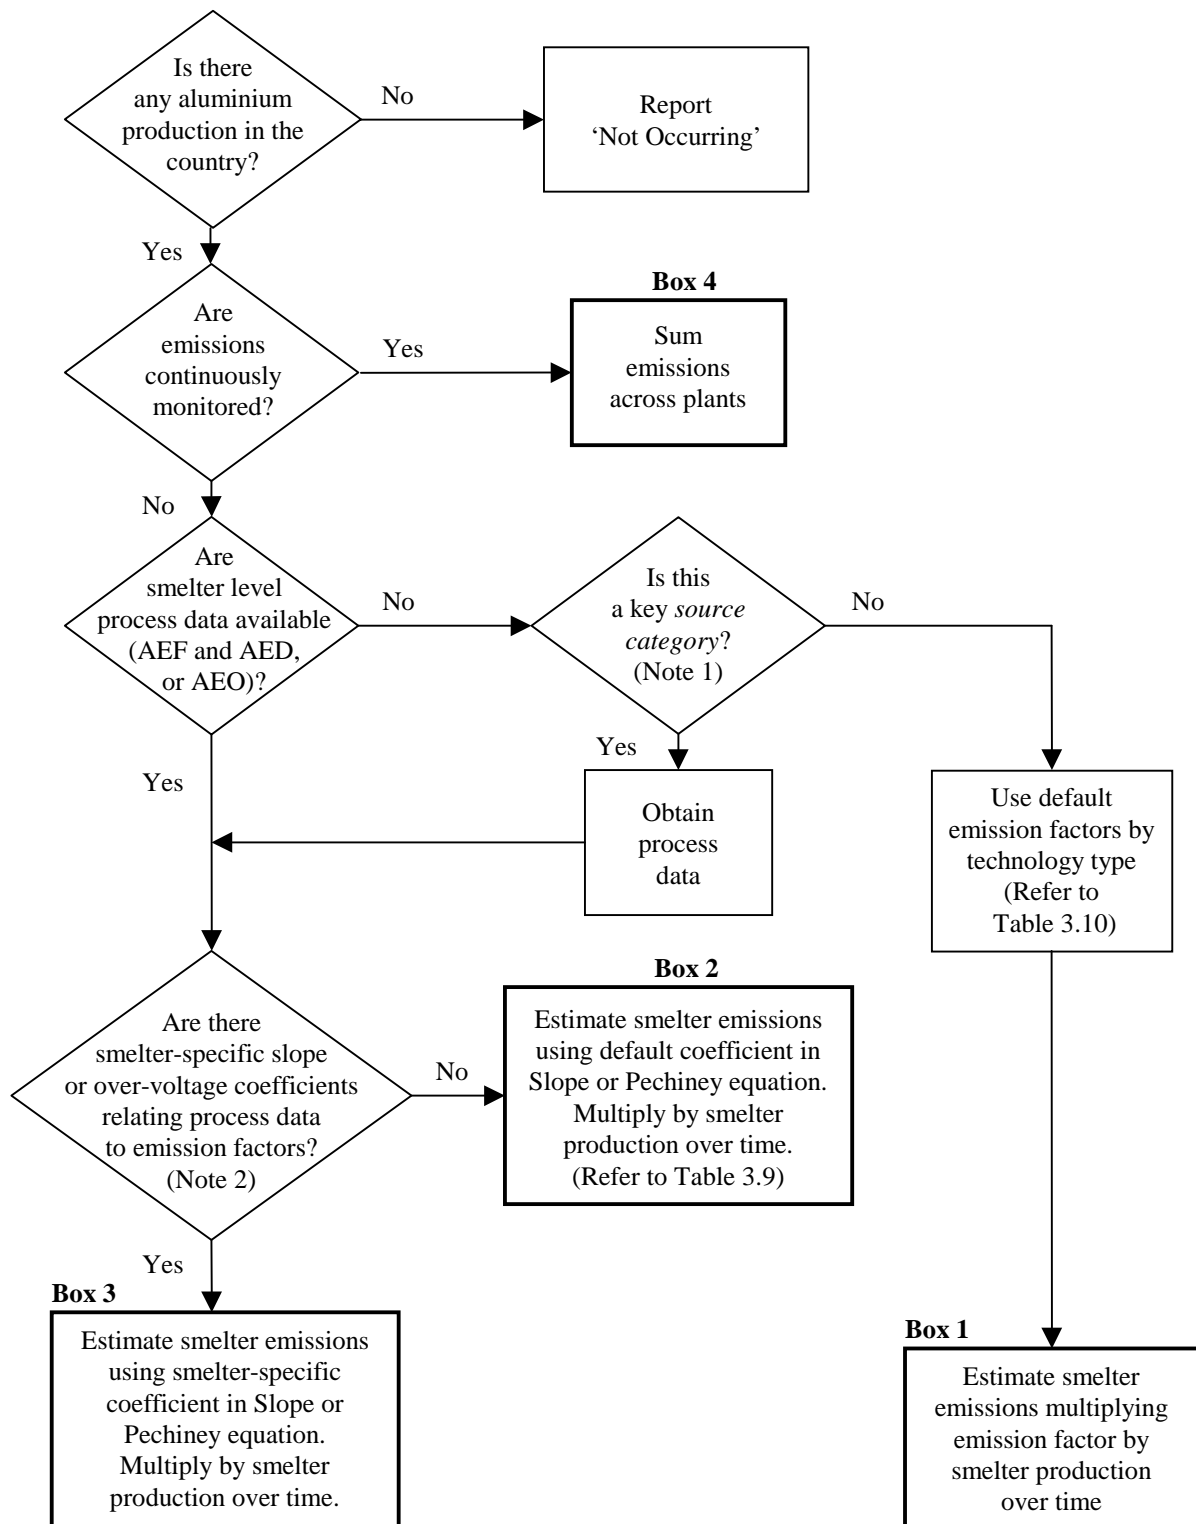 Is there
any aluminium
production in the
country?
No
Report
‘Not Occurring’
Yes
Box 4
Are
emissions
continuously
monitored?
Yes
Sum
emissions
across plants
No
Are
smelter level
process data available
(AEF and AED,
or AEO)?
No
Is this
a key source
category?
(Note 1)
No
Yes
Yes
Obtain
process
data
Use default
emission factors by
technology type
(Refer to
Table 3.10)
Box 2
Are there
smelter-specific slope
or over-voltage coefficients
relating process data
to emission factors?
(Note 2)
No
Estimate smelter emissions
using default coefficient in
Slope or Pechiney equation.
Multiply by smelter
production over time.
(Refer to Table 3.9)
Yes
Box 3
Estimate smelter emissions
using smelter-specific
coefficient in Slope or
Pechiney equation.
Multiply by smelter
production over time.
Box 1
Estimate smelter
emissions multiplying
emission factor by
smelter production
over time